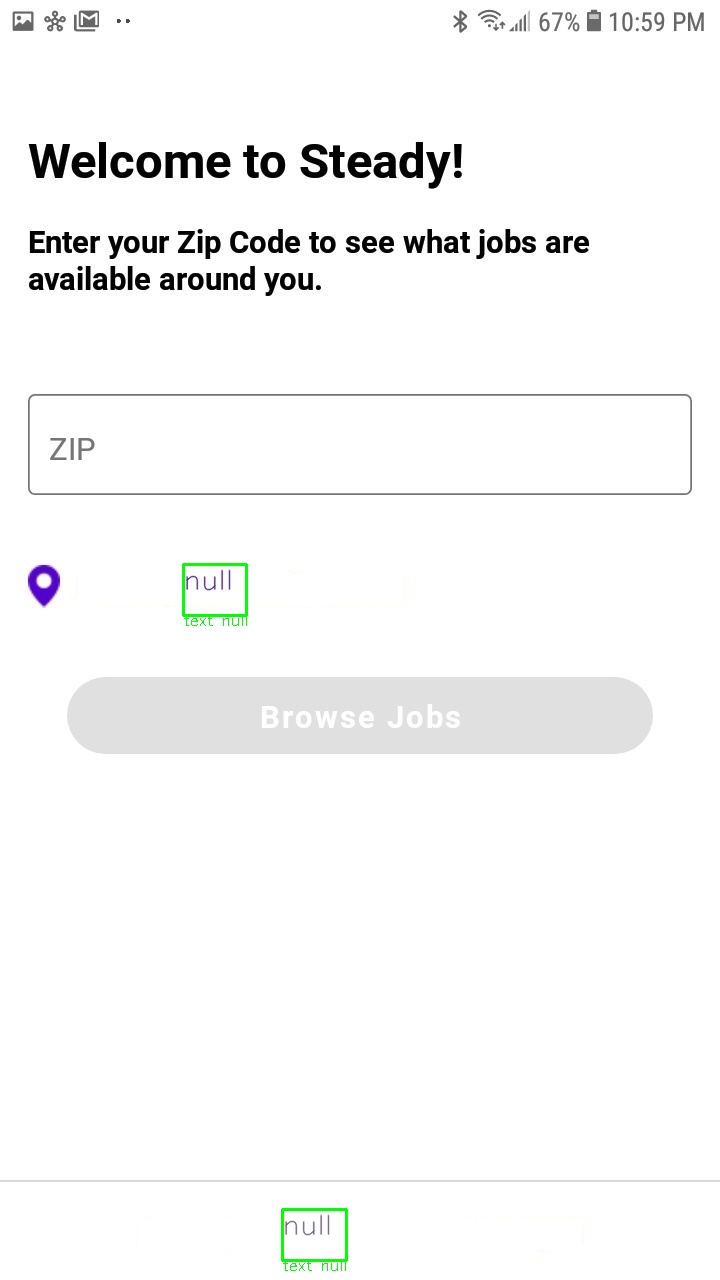 67% 10:59 PM
Welcome to Steady!
Enter your Zip Code to see what jobs are
available around you.
ZIP
null
text null
Browse Jobs
null
text null